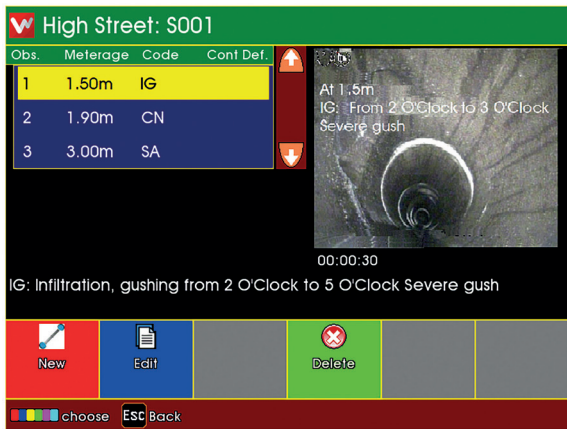 High Street: S001
Obs. Meterage Code Cont Def.
1 1.50m IG
2 1.90m CN
3 3.00m SA
At 1.5m
IG: From 2 O'Clock to 3 O'Clock
Severe gush
00:00:30
IG: Infiltration, gushing from 2 O'Clock to 5 O'Clock Severe gush
New Edit Delete
choose Esc Back